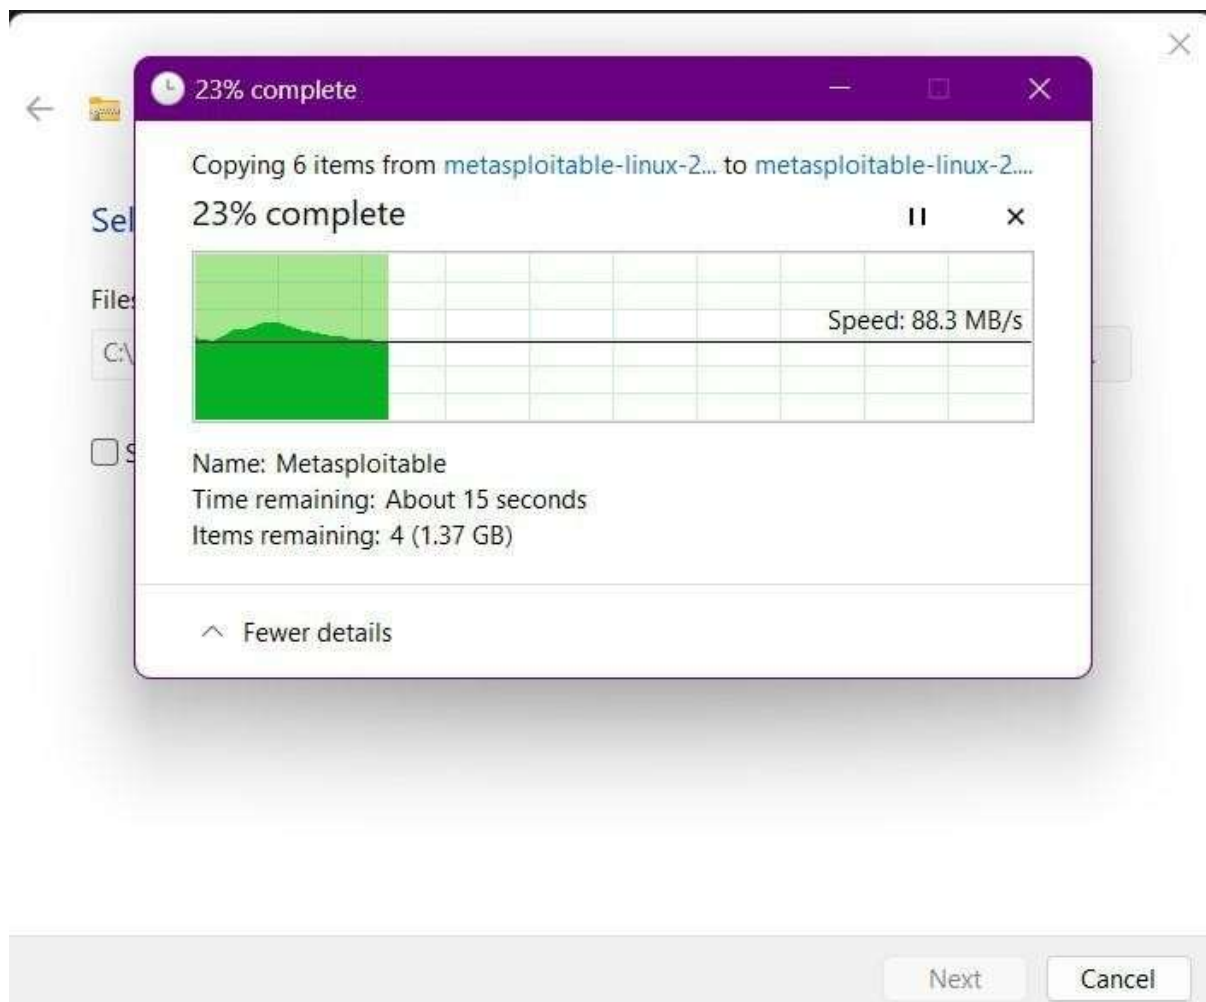 23% complete
Copying 6 items from metasploitable-linux-2... to metasploitable-linux-2....
23% complete
Sel
Files
Speed: 88.3 MB/s
C:\
S
Name: Metasploitable
Time remaining: About 15 seconds
Items remaining: 4 (1.37 GB)
Fewer details
Next Cancel